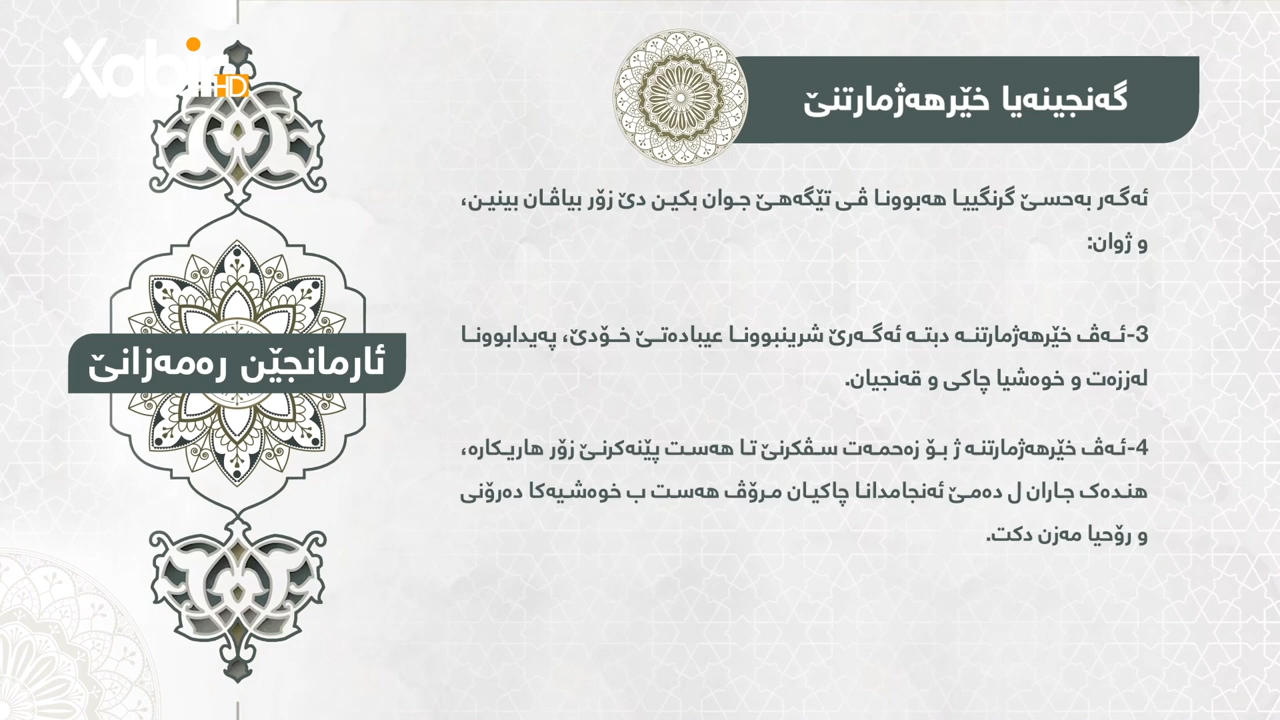 Xabir HD
گەنجینەیا خێرهەژمارتنێ
ئەگەر بەحسێ گرنگییا هەبوونا ڤی تێگەهێ جوان بکین دێ زۆر بیاڤان بینین،
و ژوان:
3-ئەڤ خێرهەژمارتنە دبتە ئەگەرێ شرینبوونا عیبادەتێ خۆدێ، پەیدابوونا
لەززەت و خوەشیا چاکی و قەنجیان.
4-ئەڤ خێرهەژمارتنە ژ بۆ زەحمەت سڤکرنێ تا هەست پێنەکرنێ زۆر هاریکارە،
هندەک جاران ل دەمێ ئەنجامدانا چاکیان مرۆڤ هەست ب خوەشیەکا دەرۆنی
و رۆحیا مەزن دکت.
ئارمانجێن رەمەزانێ